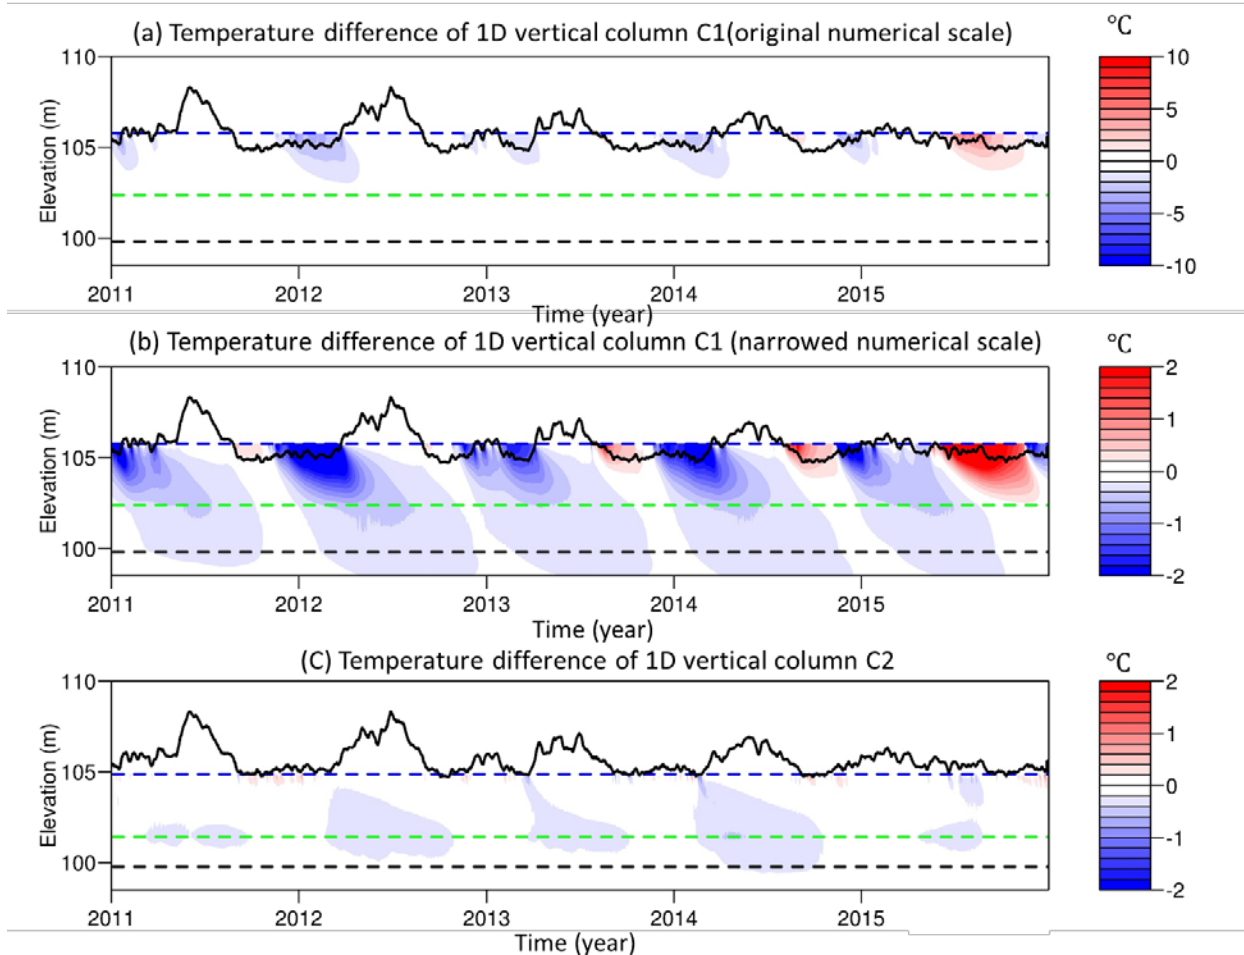 (a) Temperature difference of 1D vertical column C1(original numerical scale)
°C
110
105
100
Elevation (m)
2011 2012 2013 2014 2015
Time (year)
10
5
0
-5
-10
(b) Temperature difference of 1D vertical column C1 (narrowed numerical scale)
°C
110
105
100
Elevation (m)
2011 2012 2013 2014 2015
Time (year)
2
1
0
-1
-2
(C) Temperature difference of 1D vertical column C2
°C
110
105
100
Elevation (m)
2011 2012 2013 2014 2015
Time (year)
2
1
0
-1
-2